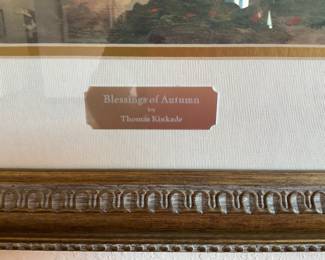 Blessings of Autumn
by
Thomas Kinkade